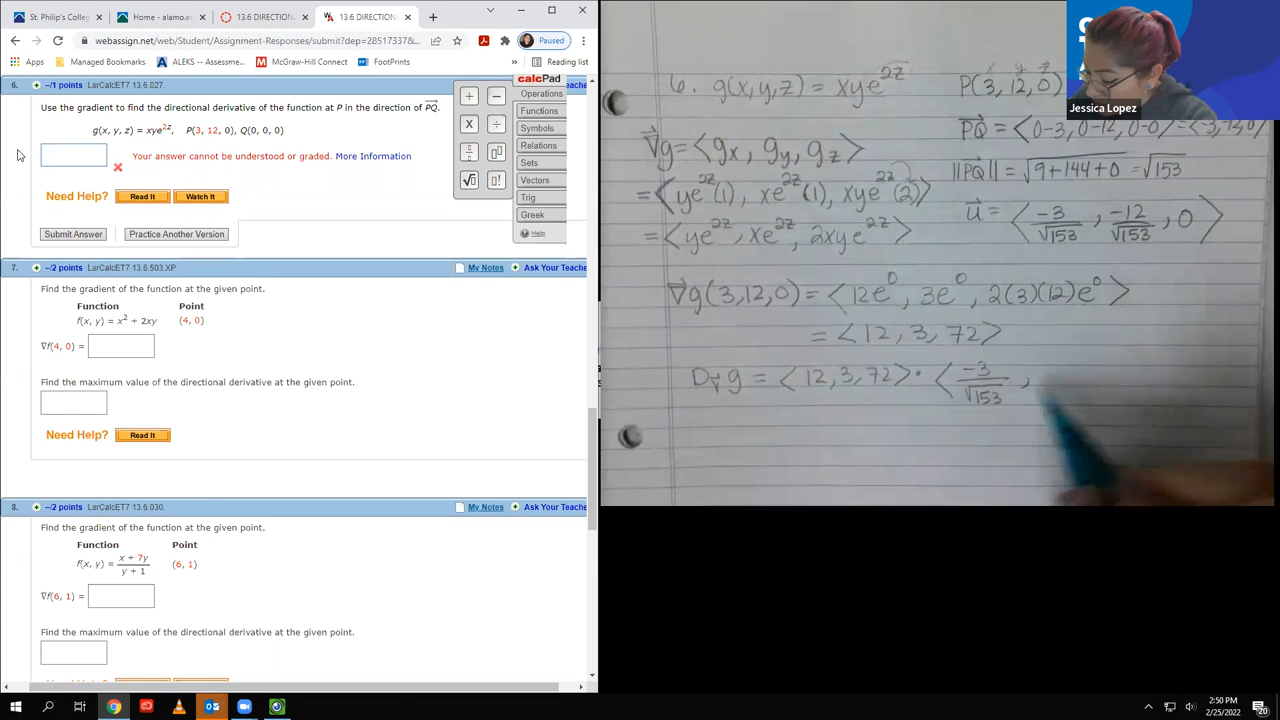 St. Philip's Colleg
Home - alamo.ed
13.6 DIRECTION
13.6 DIRECTION
webassign.net/web/Student/Assignment-Responses/submit?dep=28517337&...
Paused
Apps Managed Bookmarks ALEKS -- Assessme... McGraw-Hill Connect FootPrints Reading list
6. –/1 points LarCalcET7 13.6.027.
Use the gradient to find the directional derivative of the function at P in the direction of PQ.
g(x, y, z) = xye^2z, P(3, 12, 0), Q(0, 0, 0)
Your answer cannot be understood or graded. More Information
Need Help? Read It Watch It
Submit Answer Practice Another Version
calcPad
Operations
Functions
Symbols
Relations
Sets
Vectors
Trig
Greek
Help
7. –/2 points LarCalcET7 13.6.503.XP My Notes Ask Your Teache
Find the gradient of the function at the given point.
Function Point
f(x, y) = x² + 2xy (4, 0)
∇f(4, 0) =
Find the maximum value of the directional derivative at the given point.
Need Help? Read It
8. –/2 points LarCalcET7 13.6.030. My Notes Ask Your Teache
Find the gradient of the function at the given point.
Function Point
f(x, y) = (x + 7y)/(y + 1) (6, 1)
∇f(6, 1) =
Find the maximum value of the directional derivative at the given point.
6. g(x,y,z) = xye^2z P(3, 12, 0)
PQ = <0-3, 0-12, 0-0> =
∇g = <gx, gy, gz>
||PQ|| = √9+144+0 = √153
= <ye^2z(1), xe^2z(1), xye^2z(2)>
u = <-3/√153, -12/√153, 0>
= <ye^2z, xe^2z, 2xye^2z>
∇g(3,12,0) = <12e^0, 3e^0, 2(3)(12)e^0>
= <12, 3, 72>
g = <12, 3, 72> · <-3/√153,
Jessica Lopez
2:50 PM
2/25/2022
20